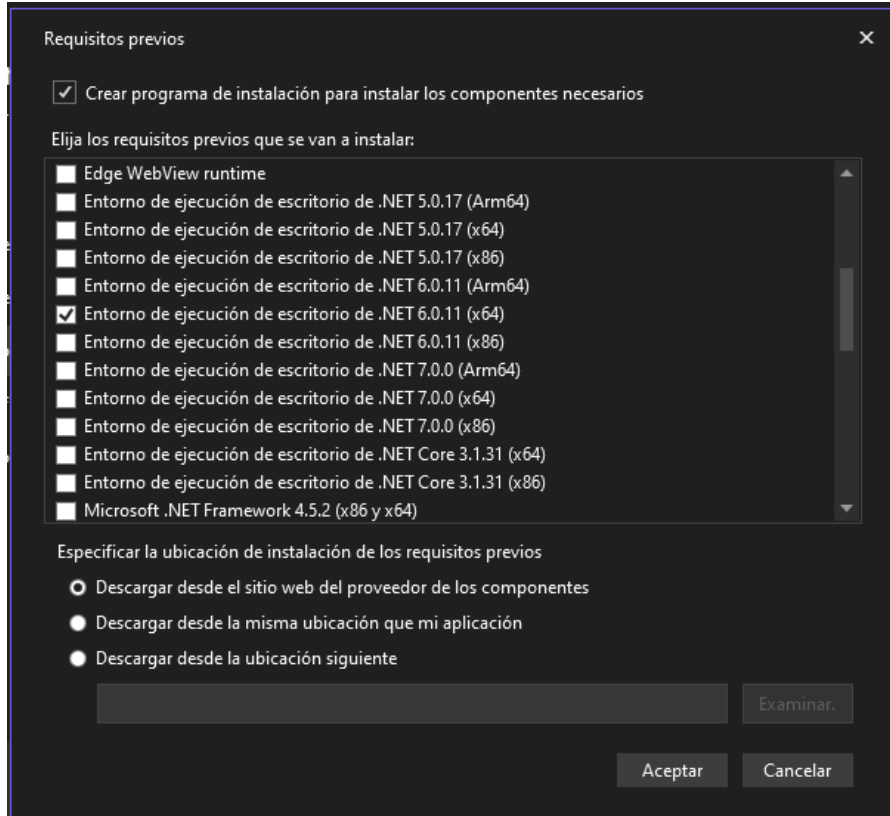 Requisitos previos
Crear programa de instalación para instalar los componentes necesarios
Elija los requisitos previos que se van a instalar:
Edge WebView runtime
Entorno de ejecución de escritorio de .NET 5.0.17 (Arm64)
Entorno de ejecución de escritorio de .NET 5.0.17 (x64)
Entorno de ejecución de escritorio de .NET 5.0.17 (x86)
Entorno de ejecución de escritorio de .NET 6.0.11 (Arm64)
Entorno de ejecución de escritorio de .NET 6.0.11 (x64)
Entorno de ejecución de escritorio de .NET 6.0.11 (x86)
Entorno de ejecución de escritorio de .NET 7.0.0 (Arm64)
Entorno de ejecución de escritorio de .NET 7.0.0 (x64)
Entorno de ejecución de escritorio de .NET 7.0.0 (x86)
Entorno de ejecución de escritorio de .NET Core 3.1.31 (x64)
Entorno de ejecución de escritorio de .NET Core 3.1.31 (x86)
Microsoft .NET Framework 4.5.2 (x86 y x64)
Especificar la ubicación de instalación de los requisitos previos
Descargar desde el sitio web del proveedor de los componentes
Descargar desde la misma ubicación que mi aplicación
Descargar desde la ubicación siguiente
Examinar.
Aceptar
Cancelar